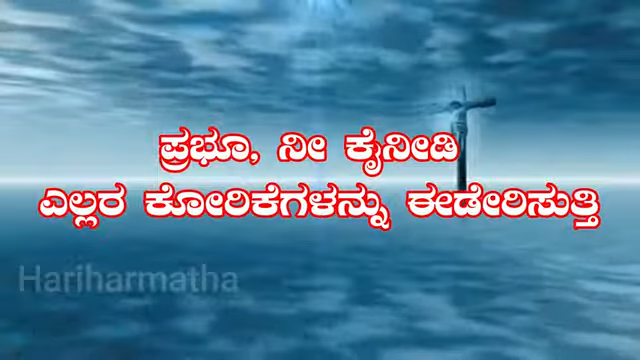 ಪ್ರಭೂ, ನೀ ಕೈನೀಡಿ
ಎಲ್ಲರ ಕೋರಿಕೆಗಳನ್ನು ಈಡೇರಿಸುತ್ತಿ
Hariharmatha